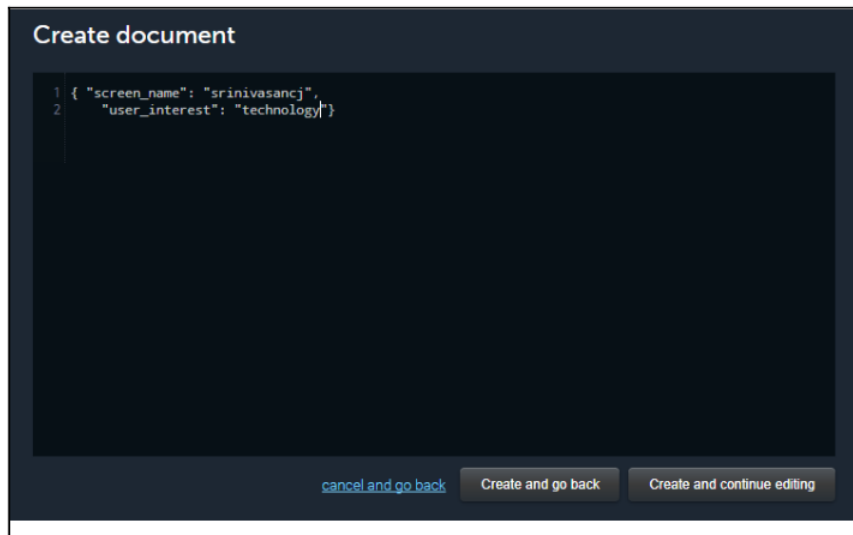 Create document
1 { "screen_name": "srinivasancj",
2 "user_interest": "technology"}
cancel and go back Create and go back Create and continue editing